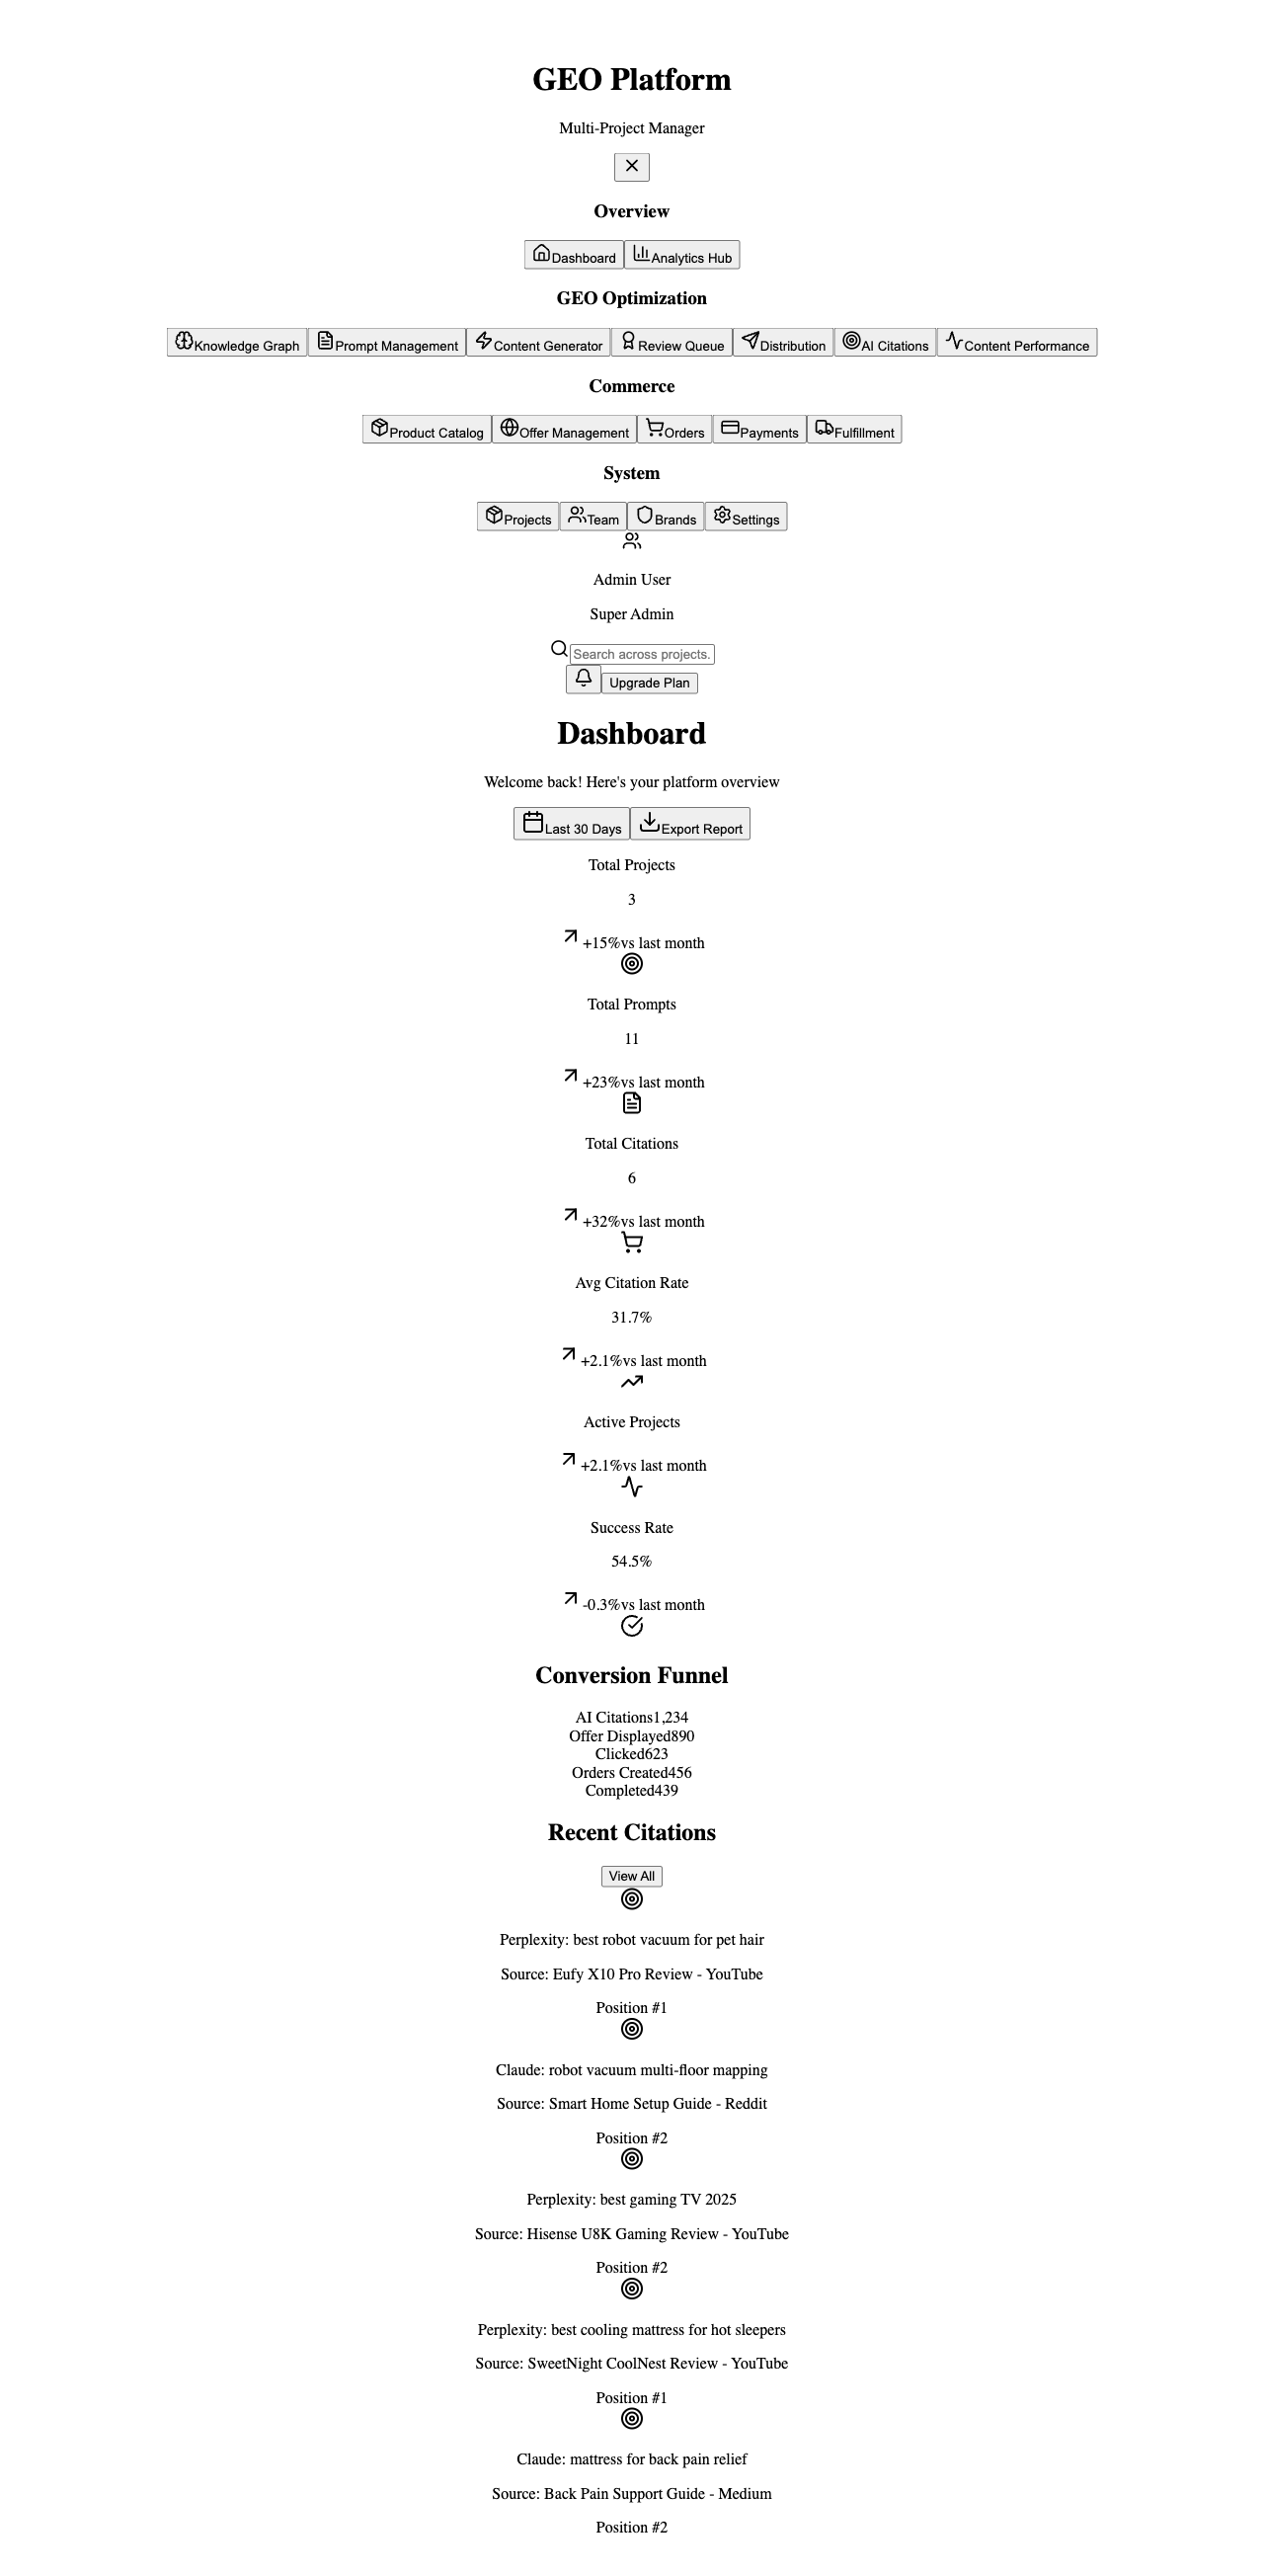 GEO Platform
Multi-Project Manager
Overview
Dashboard Analytics Hub
GEO Optimization
Knowledge Graph Prompt Management Content Generator Review Queue Distribution AI Citations Content Performance
Commerce
Product Catalog Offer Management Orders Payments Fulfillment
System
Projects Team Brands Settings
Admin User
Super Admin
Search across projects.
Upgrade Plan
Dashboard
Welcome back! Here's your platform overview
Last 30 Days Export Report
Total Projects
3
+15%vs last month
Total Prompts
11
+23%vs last month
Total Citations
6
+32%vs last month
Avg Citation Rate
31.7%
+2.1%vs last month
Active Projects
+2.1%vs last month
Success Rate
54.5%
-0.3%vs last month
Conversion Funnel
AI Citations1,234
Offer Displayed890
Clicked623
Orders Created456
Completed439
Recent Citations
View All
Perplexity: best robot vacuum for pet hair
Source: Eufy X10 Pro Review - YouTube
Position #1
Claude: robot vacuum multi-floor mapping
Source: Smart Home Setup Guide - Reddit
Position #2
Perplexity: best gaming TV 2025
Source: Hisense U8K Gaming Review - YouTube
Position #2
Perplexity: best cooling mattress for hot sleepers
Source: SweetNight CoolNest Review - YouTube
Position #1
Claude: mattress for back pain relief
Source: Back Pain Support Guide - Medium
Position #2